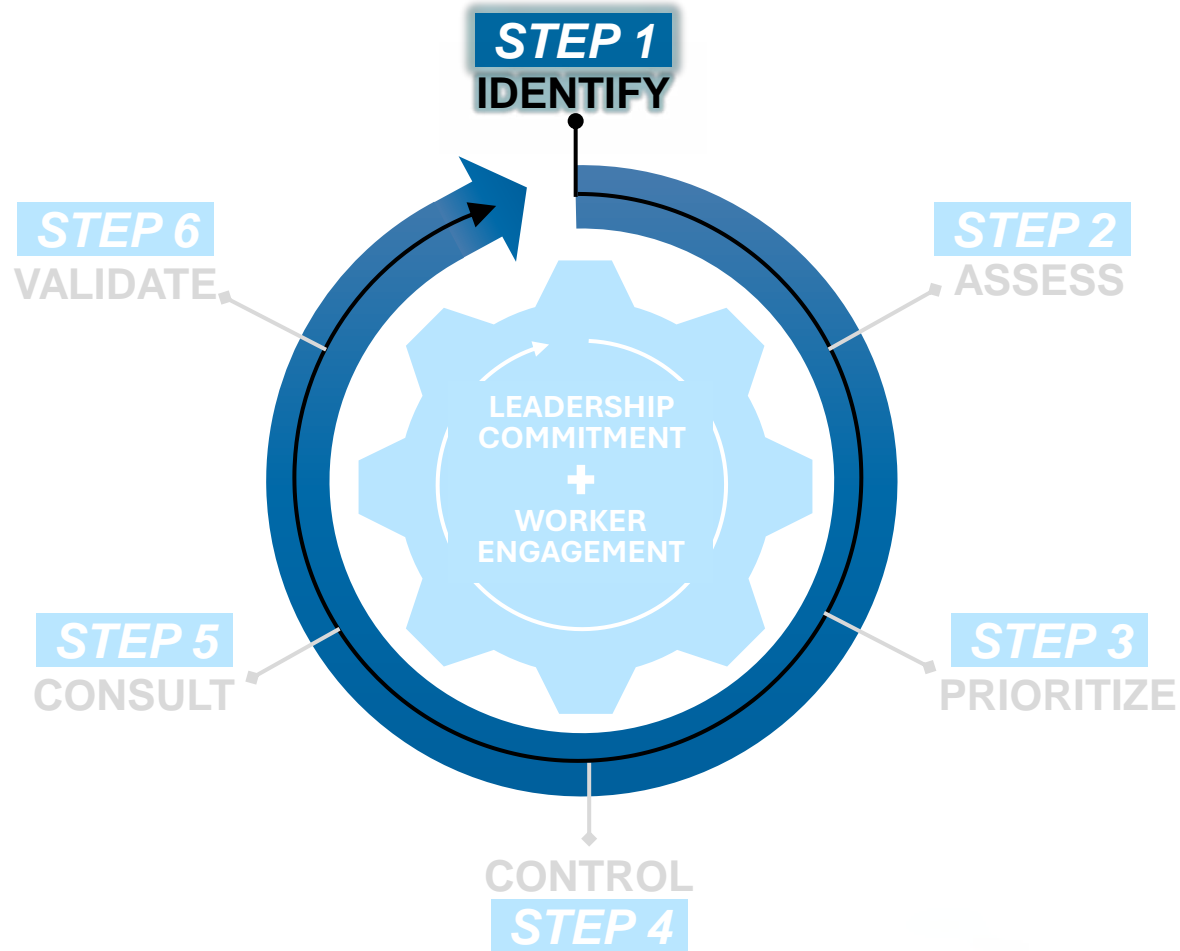 STEP 1
IDENTIFY
STEP 2
ASSESS
STEP 3
PRIORITIZE
CONTROL
STEP 4
STEP 5
CONSULT
STEP 6
VALIDATE
LEADERSHIP
COMMITMENT
+
WORKER
ENGAGEMENT